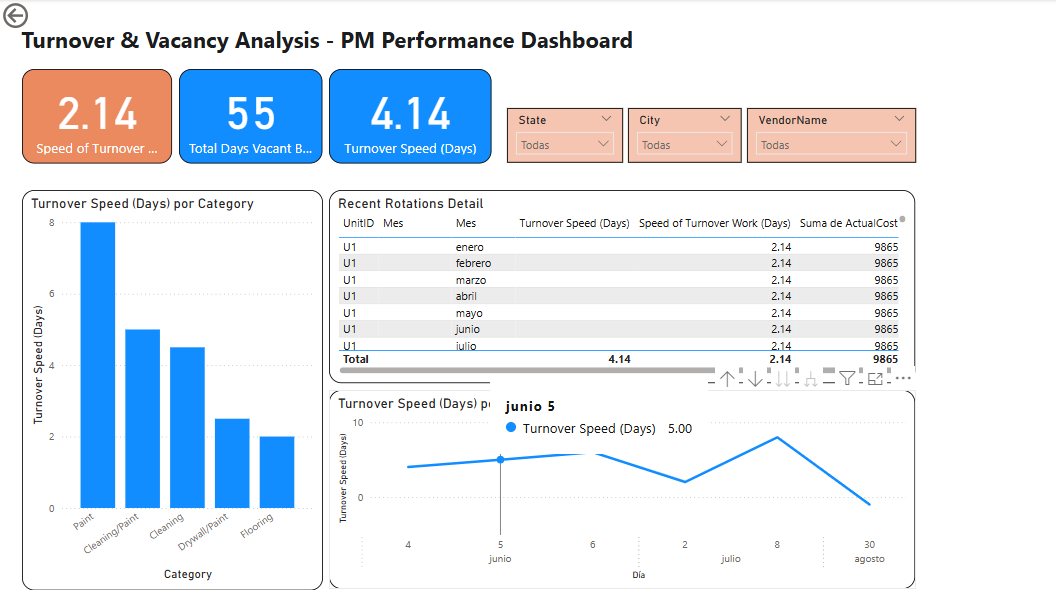 Turnover & Vacancy Analysis - PM Performance Dashboard
2.14
Speed of Turnover ...
55
Total Days Vacant B...
4.14
Turnover Speed (Days)
State
Todas
City
Todas
VendorName
Todas
Turnover Speed (Days) por Category
Turnover Speed (Days)
8
6
4
2
0
Paint
Cleaning/Paint
Cleaning
Drywall/Paint
Flooring
Category
Recent Rotations Detail
UnitID Mes Mes Turnover Speed (Days) Speed of Turnover Work (Days) Suma de ActualCost
U1 enero 2.14 9865
U1 febrero 2.14 9865
U1 marzo 2.14 9865
U1 abril 2.14 9865
U1 mayo 2.14 9865
U1 junio 2.14 9865
U1 julio 2.14 9865
Total 4.14 2.14 9865
Turnover Speed (Days) po
junio 5
Turnover Speed (Days) 5.00
Turnover Speed (Days)
10
0
4 5 6 2 8 30
junio julio agosto
Día